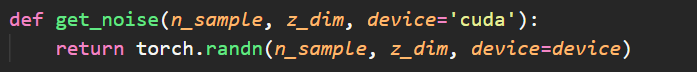 def get_noise(n_sample, z_dim, device='cuda'):
    return torch.randn(n_sample, z_dim, device=device)